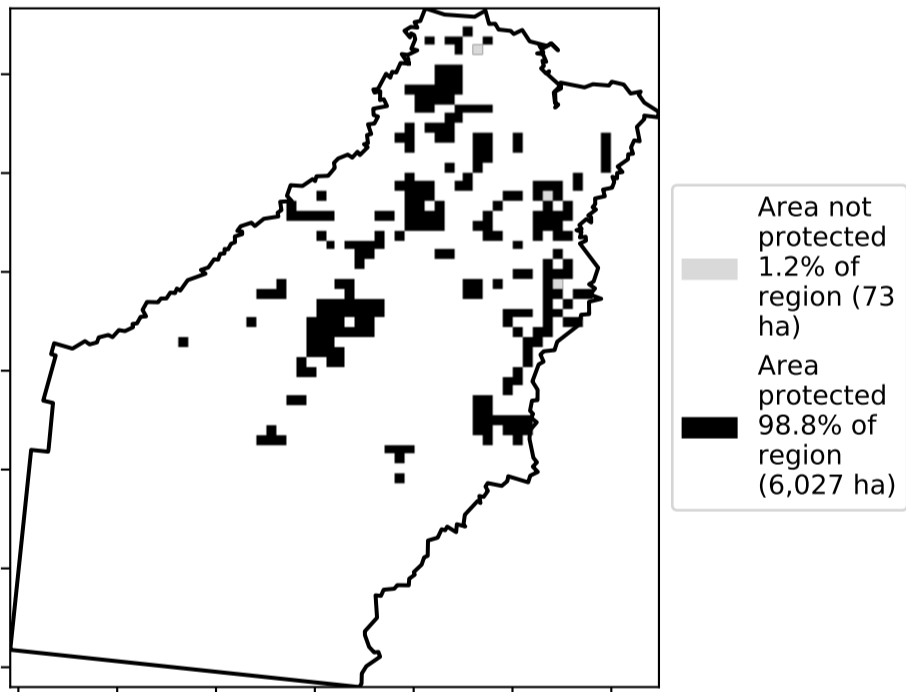 Area not
protected
1.2% of
region (73
ha)
Area
protected
98.8% of
region
(6,027 ha)